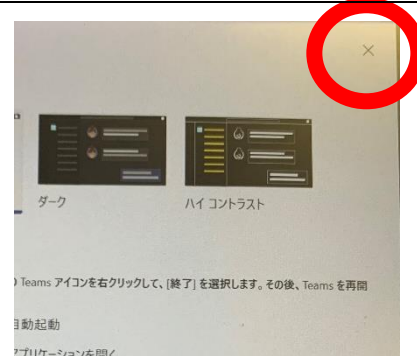 ダーク
ハイ コントラスト
Teams アイコンを右クリックして、[終了] を選択します。その後、Teams を再開
自動起動
アプリケーションを開く